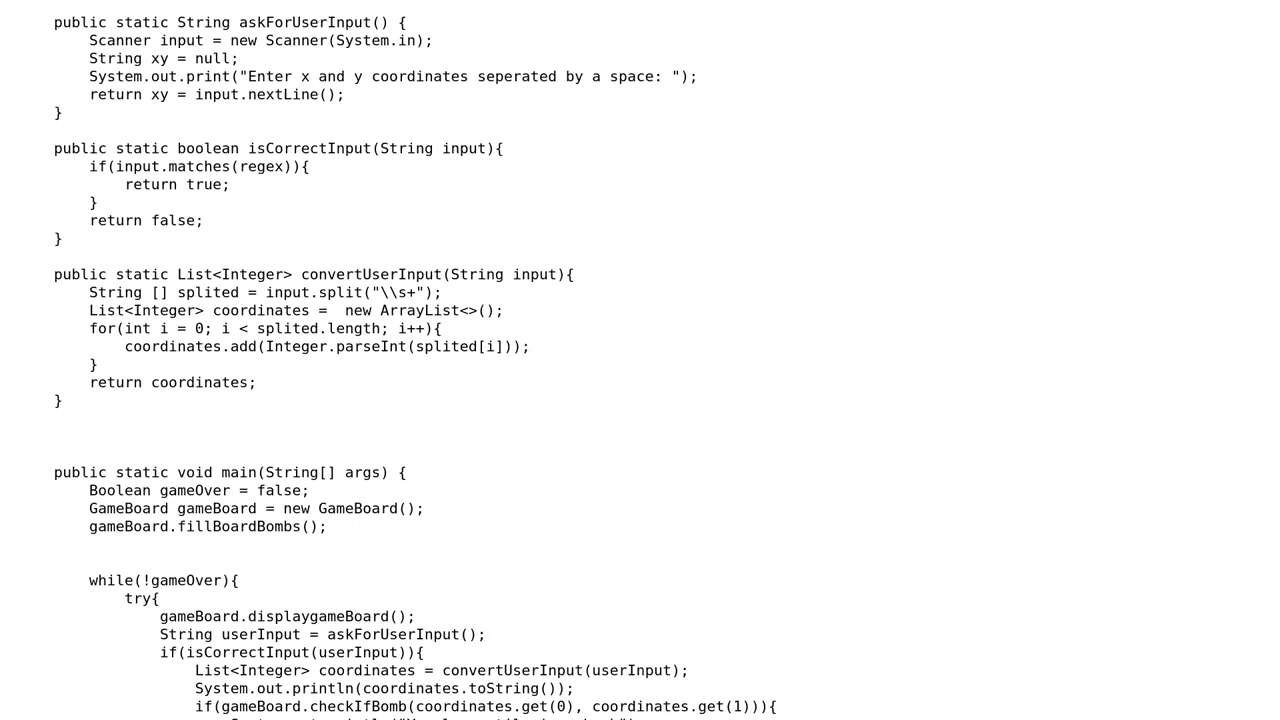 public static String askForUserInput() {
Scanner input = new Scanner(System.in);
String xy = null;
System.out.print("Enter x and y coordinates seperated by a space: ");
return xy = input.nextLine();
}
public static boolean isCorrectInput(String input){
if(input.matches(regex)){
return true;
}
return false;
}
public static List<Integer> convertUserInput(String input){
String [] splited = input.split("\\s+");
List<Integer> coordinates =  new ArrayList<>();
for(int i = 0; i < splited.length; i++){
coordinates.add(Integer.parseInt(splited[i]));
}
return coordinates;
}
public static void main(String[] args) {
Boolean gameOver = false;
GameBoard gameBoard = new GameBoard();
gameBoard.fillBoardBombs();
while(!gameOver){
try{
gameBoard.displaygameBoard();
String userInput = askForUserInput();
if(isCorrectInput(userInput)){
List<Integer> coordinates = convertUserInput(userInput);
System.out.println(coordinates.toString());
if(gameBoard.checkIfBomb(coordinates.get(0), coordinates.get(1))){